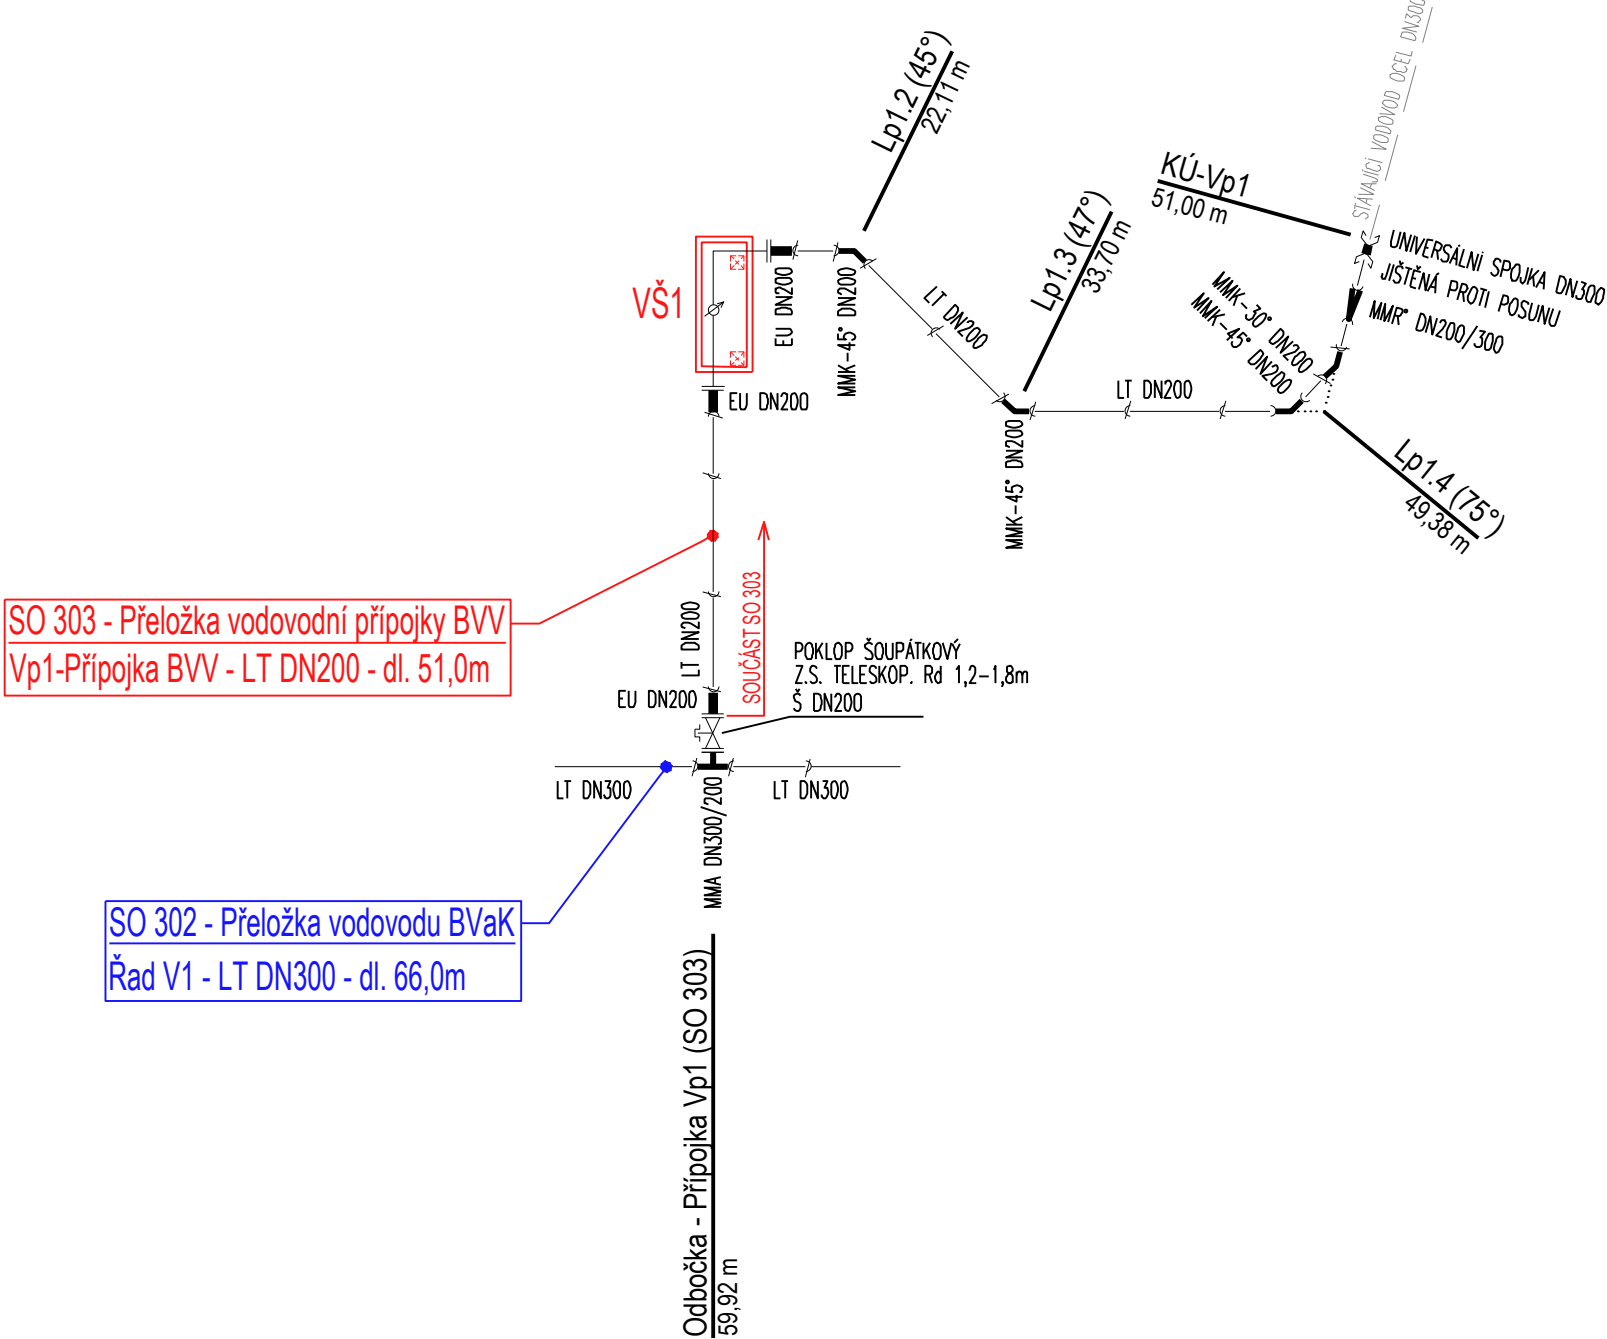 STÁVAJÍCÍ VODOVOD OCEL DN300
Lp1.2 (45°)
22,11 m
KÚ-Vp1
51,00 m
Lp1.3 (47°)
33,70 m
UNIVERSÁLNI SPOJKA DN300
JIŠTĚNÁ PROTI POSUNU
MMR° DN200/300
MMK-30° DN200
MMK-45° DN200
VŠ1
EU DN200
MMK-45° DN200
LT DN200
LT DN200
EU DN200
MMK-45° DN200
Lp1.4 (75°)
49,38 m
SO 303 - Přeložka vodovodní přípojky BVV
Vp1-Přípojka BVV - LT DN200 - dl. 51,0m
LT DN200
SOUČÁST SO 303
POKLOP ŠOUPÁTKOVÝ
Z.S. TELESKOP. Rd 1,2-1,8m
Š DN200
EU DN200
LT DN300
LT DN300
MMA DN300/200
SO 302 - Přeložka vodovodu BVaK
Řad V1 - LT DN300 - dl. 66,0m
Odbočka - Přípojka Vp1 (SO 303)
59,92 m